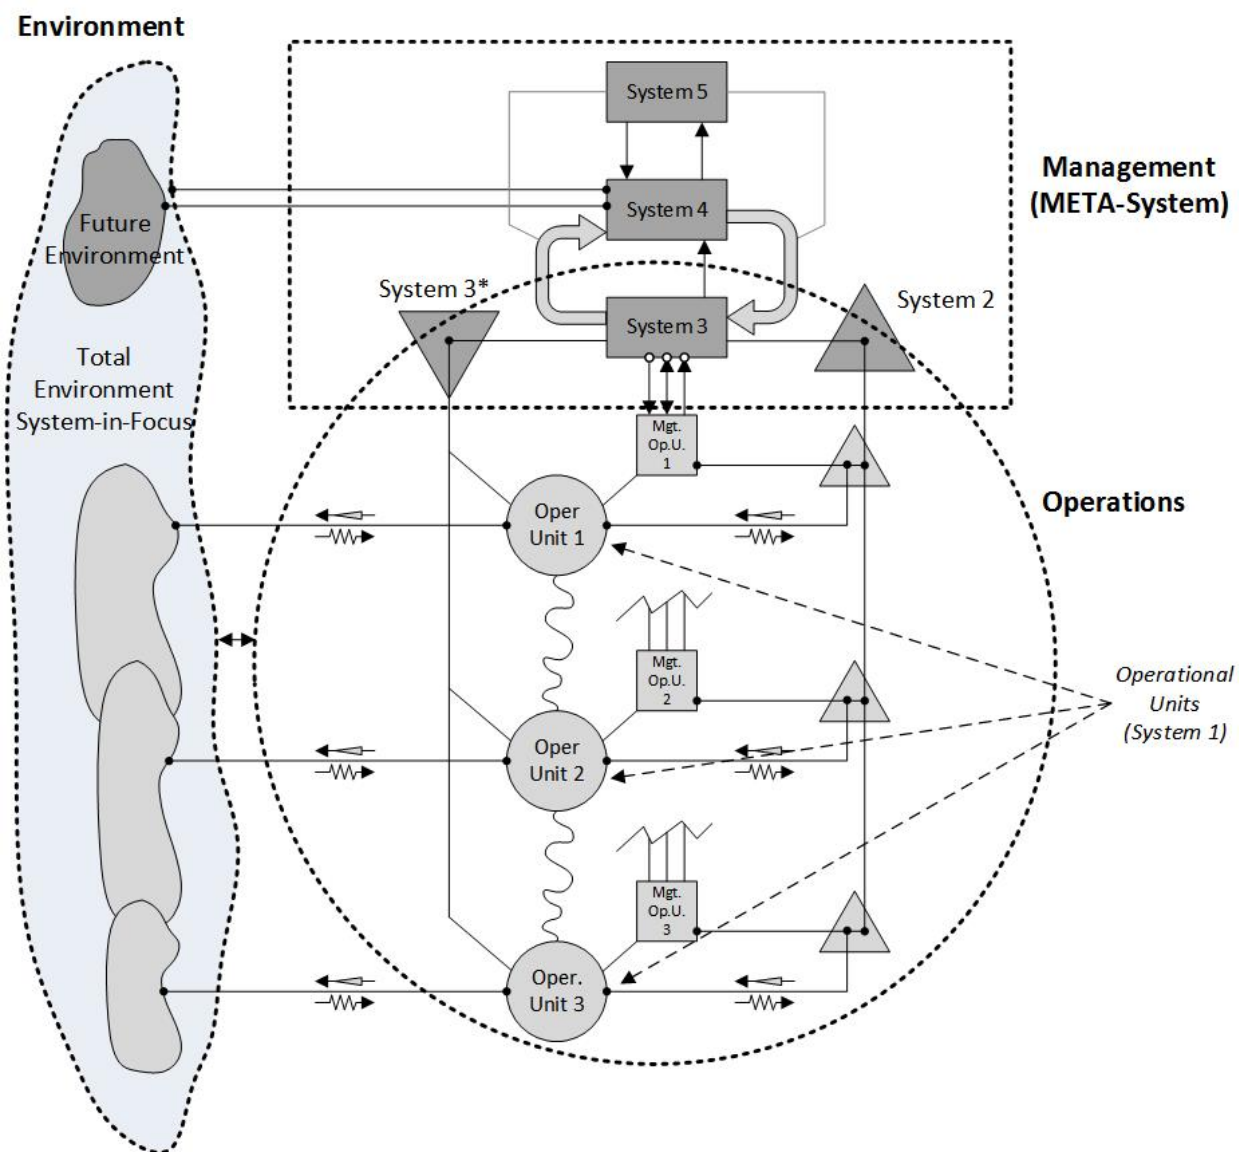 Environment
System 5
Management
(META-System)
System 4
Future
Environment
System 3*
System 2
System 3
Total
Environment
System-in-Focus
Mgt.
Op.U.
1
Operations
Oper
Unit 1
Mgt.
Op.U.
2
Operational
Units
(System 1)
Oper
Unit 2
Mgt.
Op.U.
3
Oper.
Unit 3